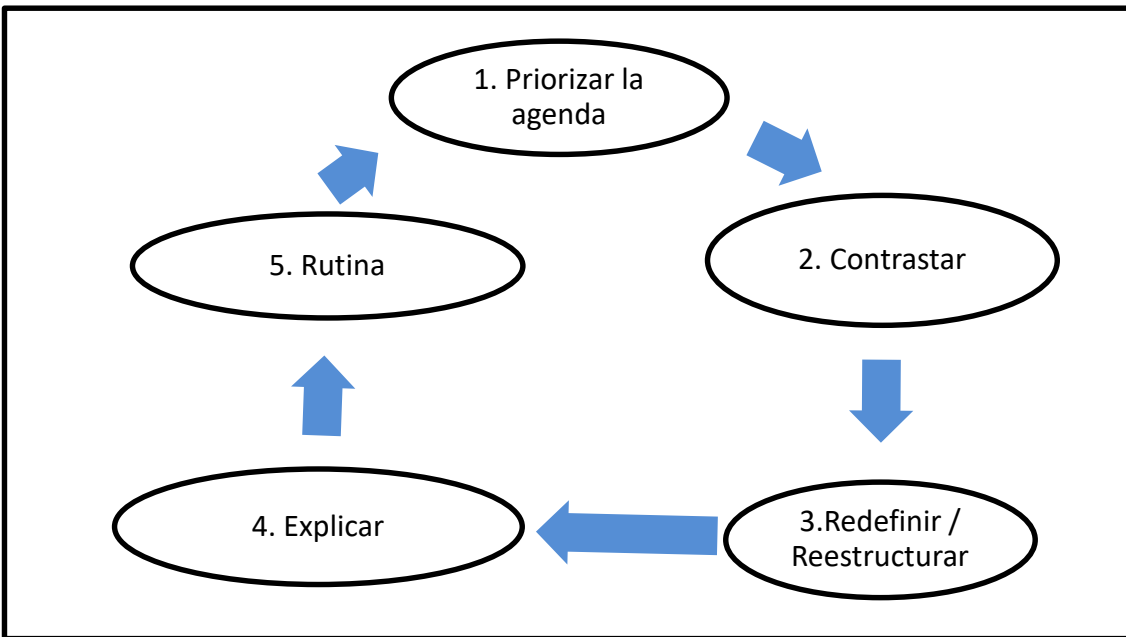 1. Priorizar la
agenda
2. Contrastar
3.Redefinir /
Reestructurar
4. Explicar
5. Rutina